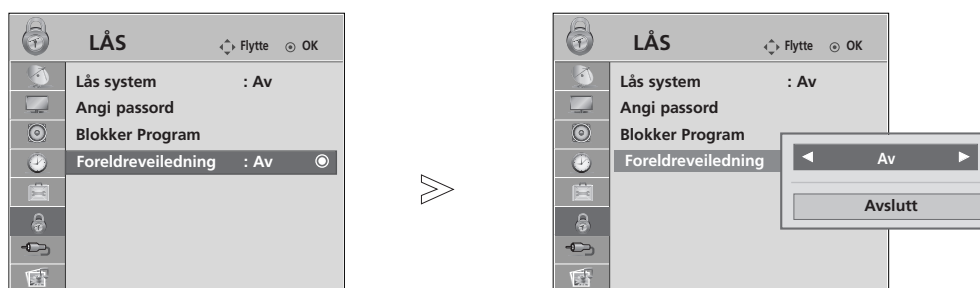 LÅS Flytte OK
Lås system : Av
Angi passord
Blokker Program
Foreldreveiledning : Av
LÅS Flytte OK
Lås system : Av
Angi passord
Blokker Program
Foreldreveiledning
Av
Avslutt